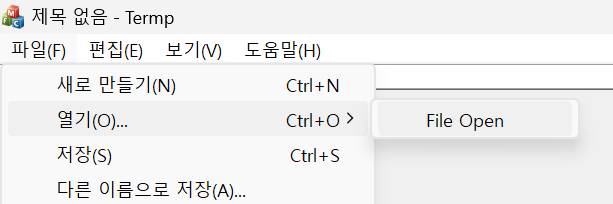 제목 없음 - Termp
파일(F) 편집(E) 보기(V) 도움말(H)
새로 만들기(N) Ctrl+N
열기(O)... Ctrl+O File Open
저장(S) Ctrl+S
다른 이름으로 저장(A)...